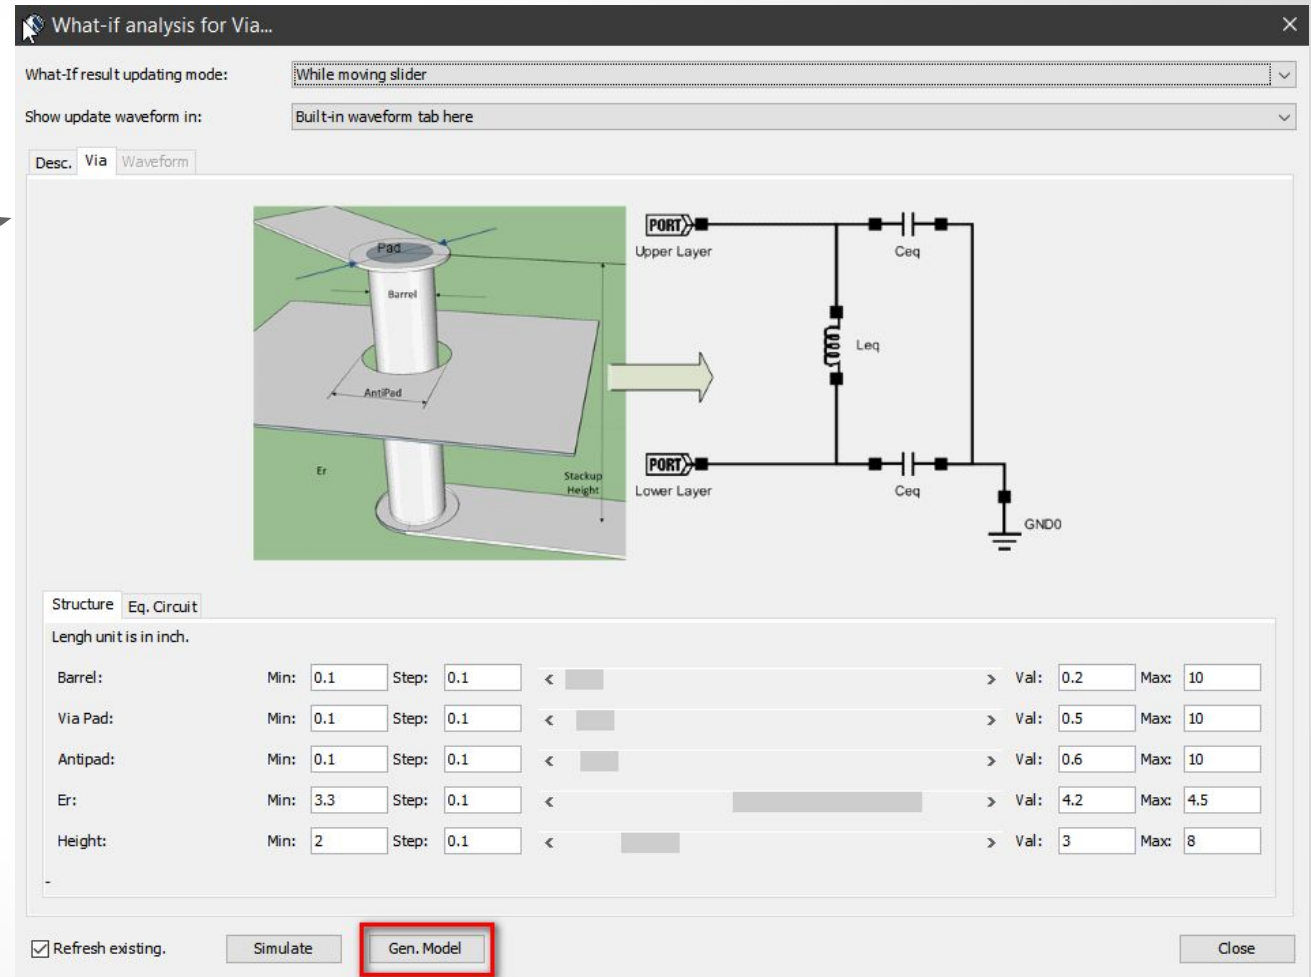 What-if analysis for Via...
What-If result updating mode: While moving slider
Show update waveform in: Built-in waveform tab here
Desc. Via Waveform
Pad
Barrel
AntiPad
Er
Stackup
Height
PORT
Upper Layer
Ceq
Leq
PORT
Lower Layer
Ceq
GND0
Structure Eq. Circuit
Lengh unit is in inch.
Barrel: Min: 0.1 Step: 0.1 < > Val: 0.2 Max: 10
Via Pad: Min: 0.1 Step: 0.1 < > Val: 0.5 Max: 10
Antipad: Min: 0.1 Step: 0.1 < > Val: 0.6 Max: 10
Er: Min: 3.3 Step: 0.1 < > Val: 4.2 Max: 4.5
Height: Min: 2 Step: 0.1 < > Val: 3 Max: 8
-
Refresh existing. Simulate Gen. Model Close